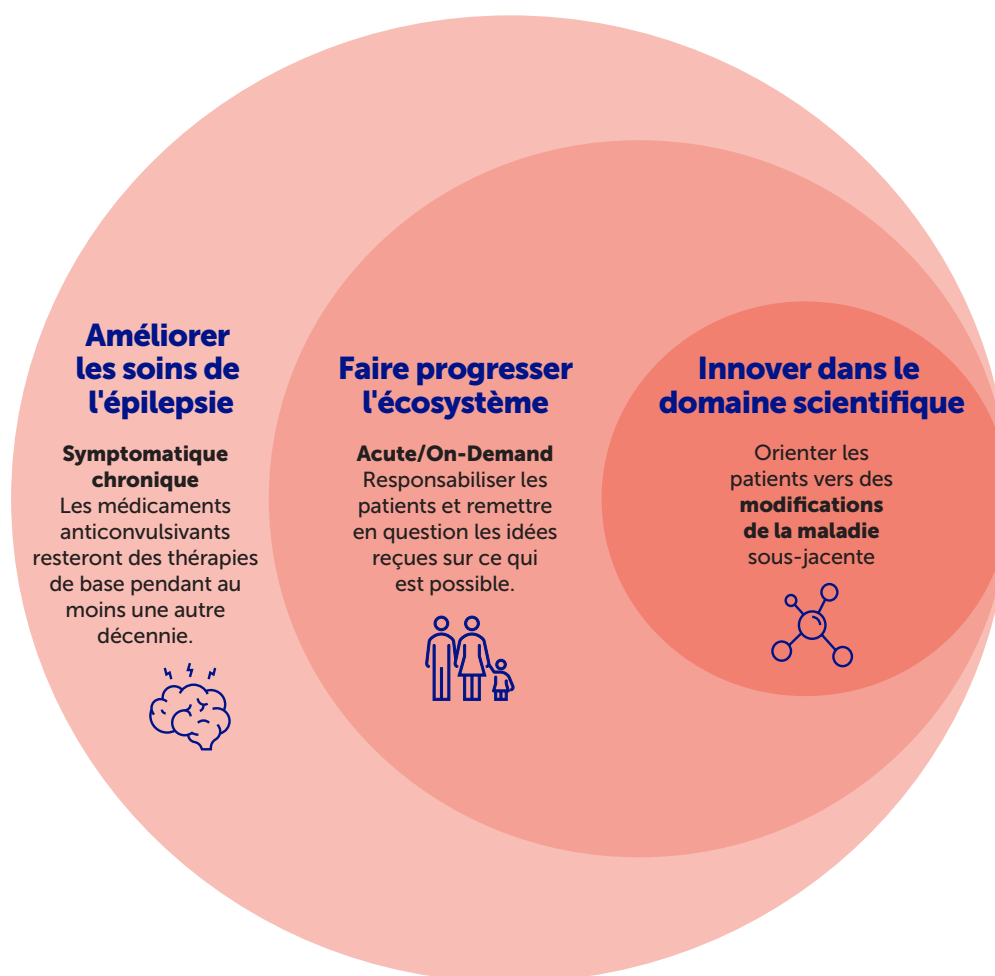 Améliorer
les soins de
l'épilepsie
Symptomatique
chronique
Les médicaments
anticonvulsivants
resteront des thérapies
de base pendant au
moins une autre
décennie.
Faire progresser
l'écosystème
Acute/On-Demand
Responsabiliser les
patients et remettre
en question les idées
reçues sur ce qui
est possible.
Innover dans le
domaine scientifique
Orienter les
patients vers des
modifications
de la maladie
sous-jacente